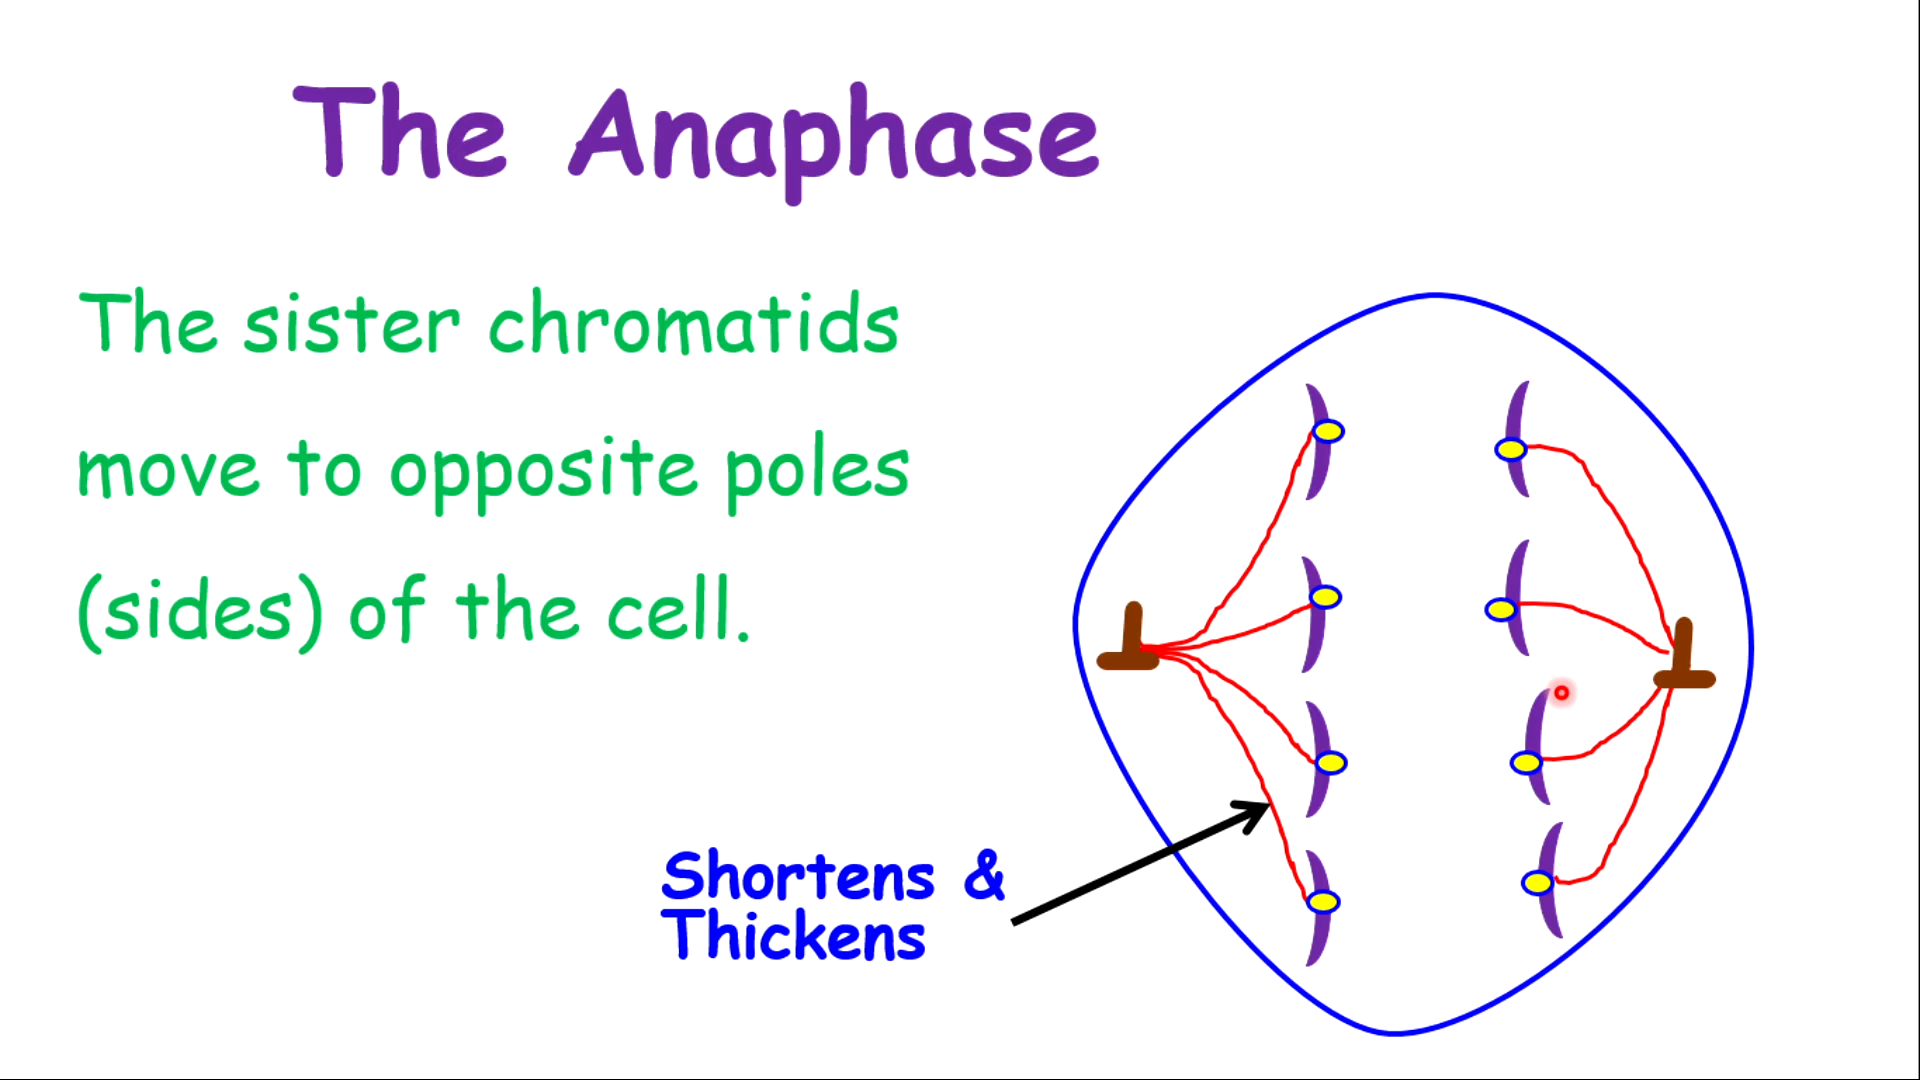 The Anaphase
The sister chromatids
move to opposite poles
(sides) of the cell.
Shortens &
Thickens